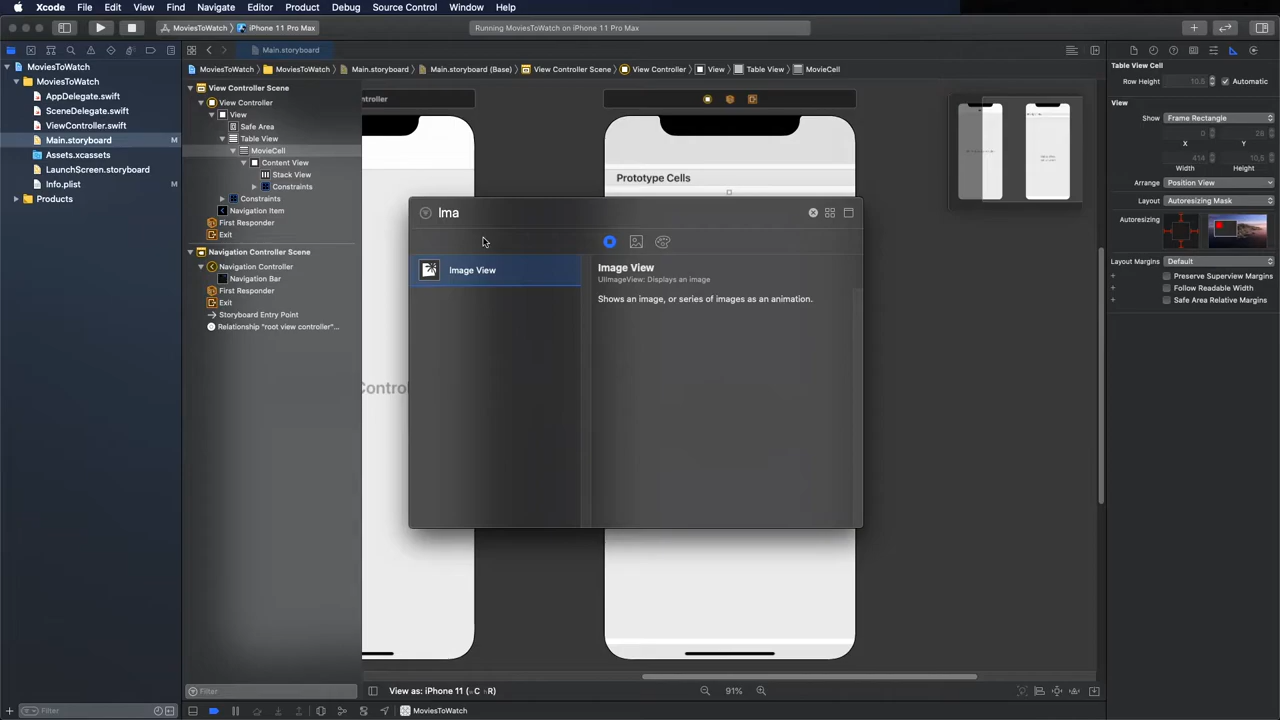 Xcode File Edit View Find Navigate Editor Product Debug Source Control Window Help
MoviesToWatch iPhone 11 Pro Max Running MoviesToWatch on iPhone 11 Pro Max
Main.storyboard
MoviesToWatch MoviesToWatch Main.storyboard Main.storyboard (Base) View Controller Scene View Controller View Table View MovieCell
MoviesToWatch
MoviesToWatch
AppDelegate.swift
SceneDelegate.swift
ViewController.swift
Main.storyboard M
Assets.xcassets
LaunchScreen.storyboard
Info.plist M
Products
View Controller Scene
View Controller
View
Safe Area
Table View
MovieCell
Content View
Stack View
Constraints
Constraints
Navigation Item
First Responder
Exit
Navigation Controller Scene
Navigation Controller
Navigation Bar
First Responder
Exit
Storyboard Entry Point
Relationship "root view controller"...
Prototype Cells
Ima
Image View
Image View
UIImageView: Displays an image
Shows an image, or series of images as an animation.
Table View Cell
Row Height 10.5 Automatic
View
Show Frame Rectangle
0 28
X Y
414 10.5
Width Height
Arrange Position View
Layout Autoresizing Mask
Autoresizing
Layout Margins Default
Preserve Superview Margins
Follow Readable Width
Safe Area Relative Margins
Filter
View as: iPhone 11 (C R) 91%
Filter
MoviesToWatch